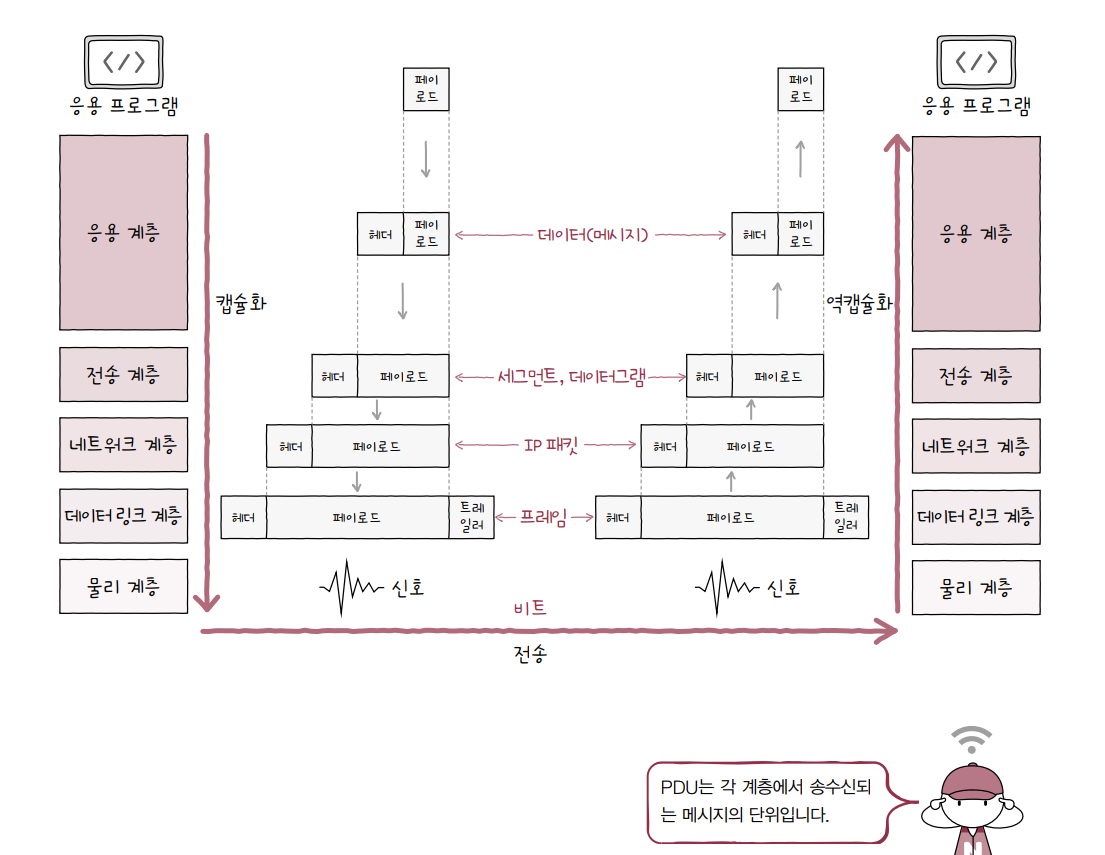 </>
응용 프로그램
응용 계층
전송 계층
네트워크 계층
데이터 링크 계층
물리 계층
캡슐화
페이
로드
헤더
페이
로드
헤더
페이로드
헤더
페이로드
헤더
페이로드
트레
일러
신호
데이터(메시지)
세그먼트, 데이터그램
IP 패킷
프레임
비트
전송
페이
로드
헤더
페이
로드
헤더
페이로드
헤더
페이로드
헤더
페이로드
트레
일러
신호
역캡슐화
</>
응용 프로그램
응용 계층
전송 계층
네트워크 계층
데이터 링크 계층
물리 계층
PDU는 각 계층에서 송수신되
는 메시지의 단위입니다.